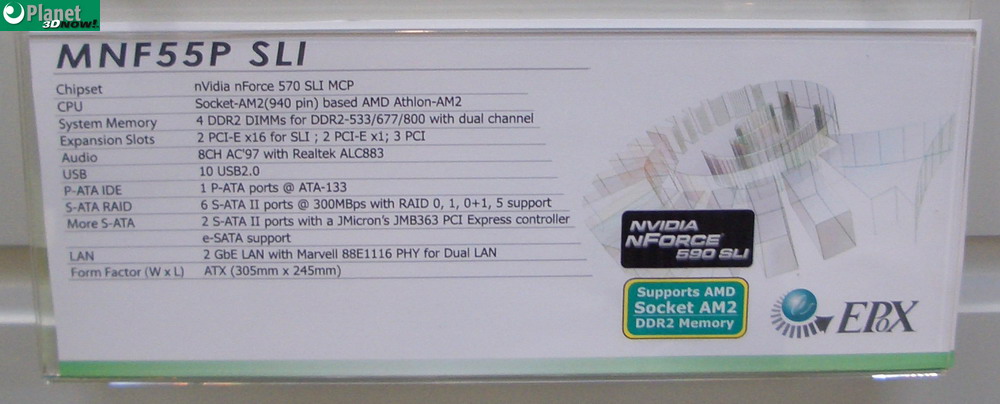 Planet
3DNOW!
MNF55P SLI
Chipset nVidia nForce 570 SLI MCP
CPU Socket-AM2(940 pin) based AMD Athlon-AM2
System Memory 4 DDR2 DIMMs for DDR2-533/677/800 with dual channel
Expansion Slots 2 PCI-E x16 for SLI ; 2 PCI-E x1; 3 PCI
Audio 8CH AC'97 with Realtek ALC883
USB 10 USB2.0
P-ATA IDE 1 P-ATA ports @ ATA-133
S-ATA RAID 6 S-ATA II ports @ 300MBps with RAID 0, 1, 0+1, 5 support
More S-ATA 2 S-ATA II ports with a JMicron's JMB363 PCI Express controller
e-SATA support
LAN 2 GbE LAN with Marvell 88E1116 PHY for Dual LAN
Form Factor (W x L) ATX (305mm x 245mm)
NVIDIA
NFORCE
590 SLI
Supports AMD
Socket AM2
DDR2 Memory
EPoX